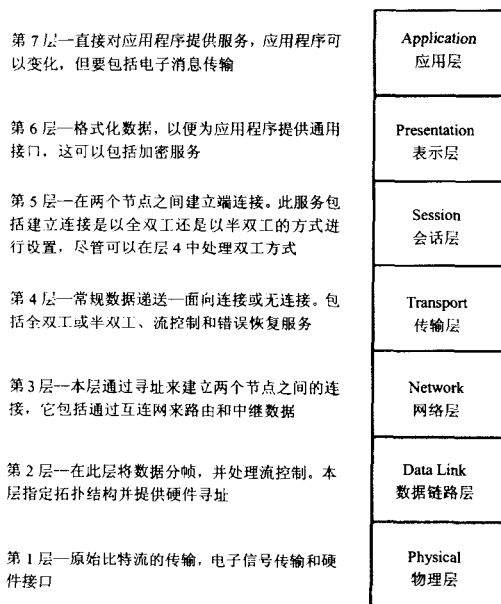 第 7 层一直接对应用程序提供服务，应用程序可
以变化，但要包括电子消息传输
Application
应用层
第 6 层—格式化数据，以便为应用程序提供通用
接口，这可以包括加密服务
Presentation
表示层
第 5 层--在两个节点之间建立端连接。此服务包
括建立连接是以全双工还是以半双工的方式进
行设置，尽管可以在层 4 中处理双工方式
Session
会话层
第 4 层—常规数据递送—面向连接或无连接。包
括全双工或半双工、流控制和错误恢复服务
Transport
传输层
第 3 层--本层通过寻址来建立两个节点之间的连
接，它包括通过互连网来路由和中继数据
Network
网络层
第 2 层--在此层将数据分帧，并处理流控制。本
层指定拓扑结构并提供硬件寻址
Data Link
数据链路层
第 1 层—原始比特流的传输，电子信号传输和硬
件接口
Physical
物理层